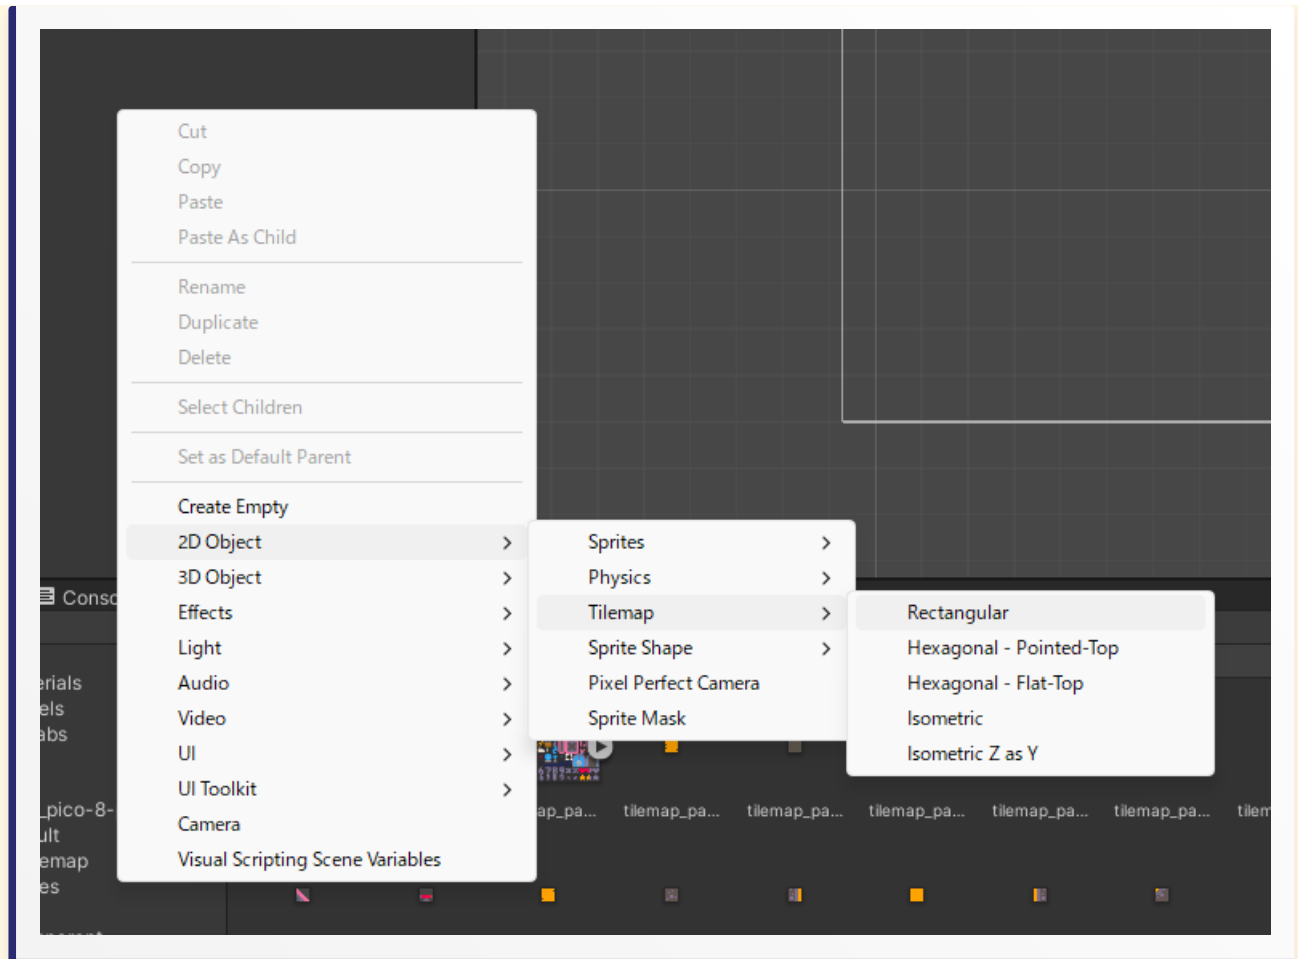 Cut
Copy
Paste
Paste As Child
Rename
Duplicate
Delete
Select Children
Set as Default Parent
Create Empty
2D Object
3D Object
Effects
Light
Audio
Video
UI
UI Toolkit
Camera
Visual Scripting Scene Variables
Sprites
Physics
Tilemap
Sprite Shape
Pixel Perfect Camera
Sprite Mask
Rectangular
Hexagonal - Pointed-Top
Hexagonal - Flat-Top
Isometric
Isometric Z as Y
Conso
erials
els
abs
_pico-8-
ult
emap
es
ap_pa...
tilemap_pa...
tilemap_pa...
tilemap_pa...
tilemap_pa...
tilemap_pa...
tilem